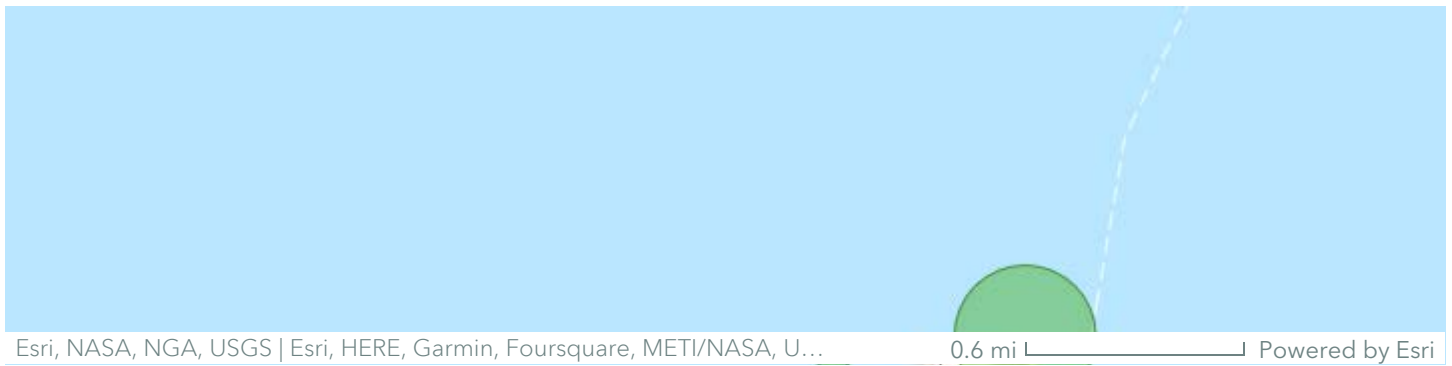 Esri, NASA, NGA, USGS | Esri, HERE, Garmin, Foursquare, METI/NASA, U... 0.6 mi Powered by Esri